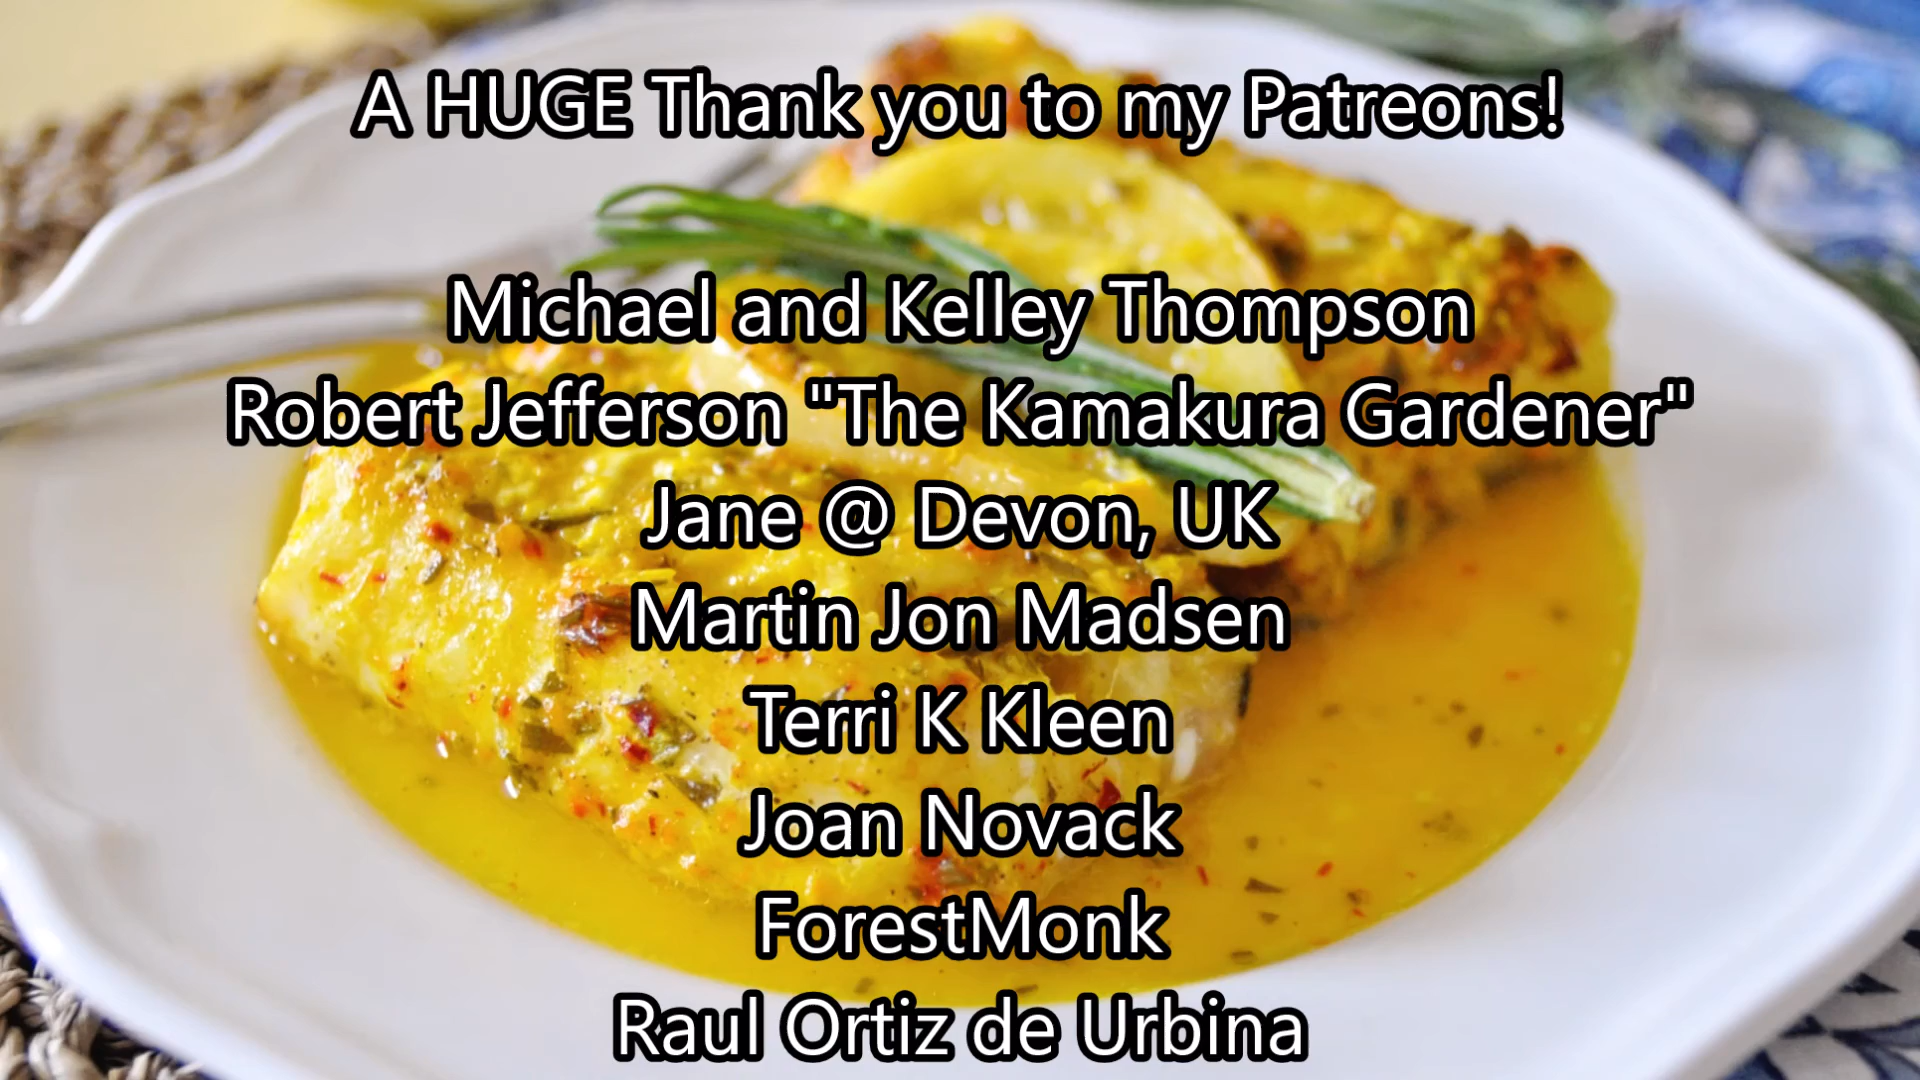 A HUGE Thank you to my Patreons!
Michael and Kelley Thompson
Robert Jefferson "The Kamakura Gardener"
Jane @ Devon, UK
Martin Jon Madsen
Terri K Kleen
Joan Novack
ForestMonk
Raul Ortiz de Urbina